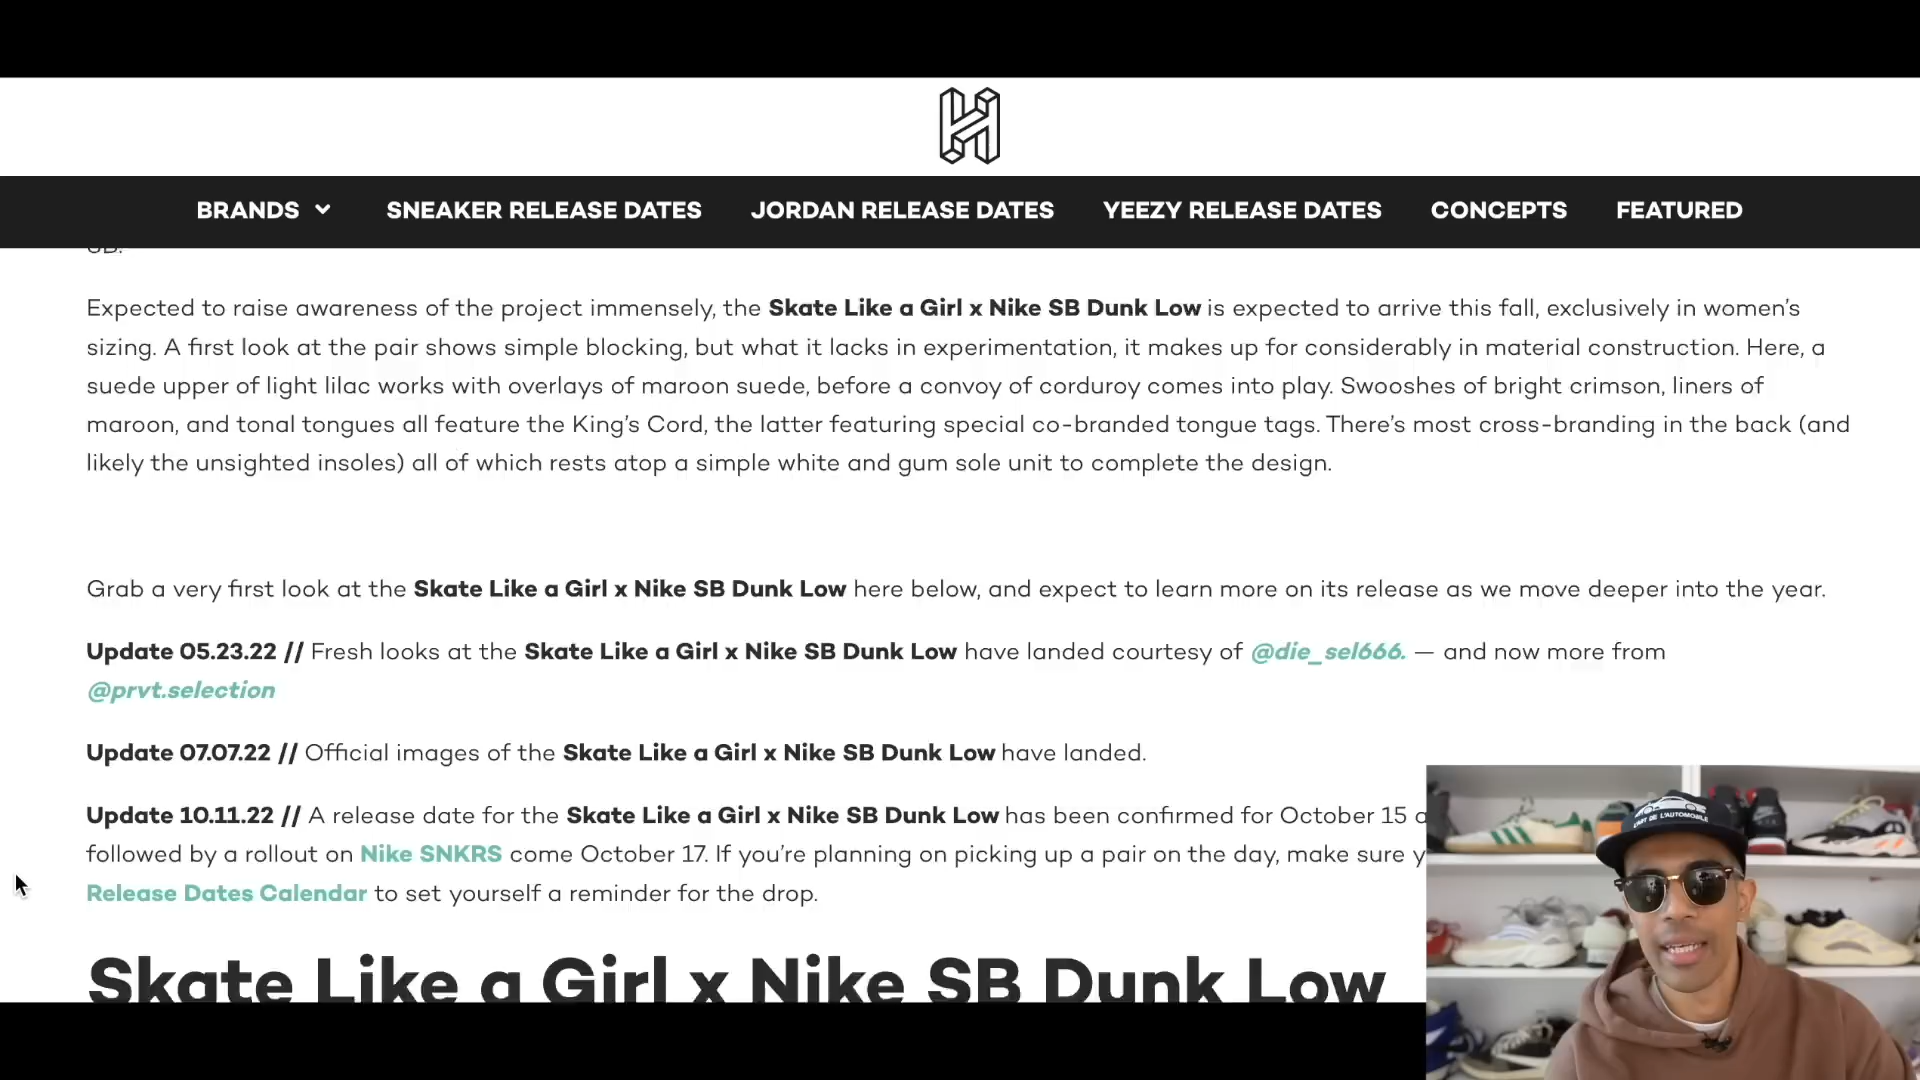 BRANDS SNEAKER RELEASE DATES JORDAN RELEASE DATES YEEZY RELEASE DATES CONCEPTS FEATURED
SB.
Expected to raise awareness of the project immensely, the Skate Like a Girl x Nike SB Dunk Low is expected to arrive this fall, exclusively in women's
sizing. A first look at the pair shows simple blocking, but what it lacks in experimentation, it makes up for considerably in material construction. Here, a
suede upper of light lilac works with overlays of maroon suede, before a convoy of corduroy comes into play. Swooshes of bright crimson, liners of
maroon, and tonal tongues all feature the King's Cord, the latter featuring special co-branded tongue tags. There's most cross-branding in the back (and
likely the unsighted insoles) all of which rests atop a simple white and gum sole unit to complete the design.
Grab a very first look at the Skate Like a Girl x Nike SB Dunk Low here below, and expect to learn more on its release as we move deeper into the year.
Update 05.23.22 // Fresh looks at the Skate Like a Girl x Nike SB Dunk Low have landed courtesy of @die_sel666. — and now more from
@prvt.selection
Update 07.07.22 // Official images of the Skate Like a Girl x Nike SB Dunk Low have landed.
Update 10.11.22 // A release date for the Skate Like a Girl x Nike SB Dunk Low has been confirmed for October 15
followed by a rollout on Nike SNKRS come October 17. If you're planning on picking up a pair on the day, make sure
Release Dates Calendar to set yourself a reminder for the drop.
Skate Like a Girl x Nike SB Dunk Low
L'ART DE L'AUTOMOBILE